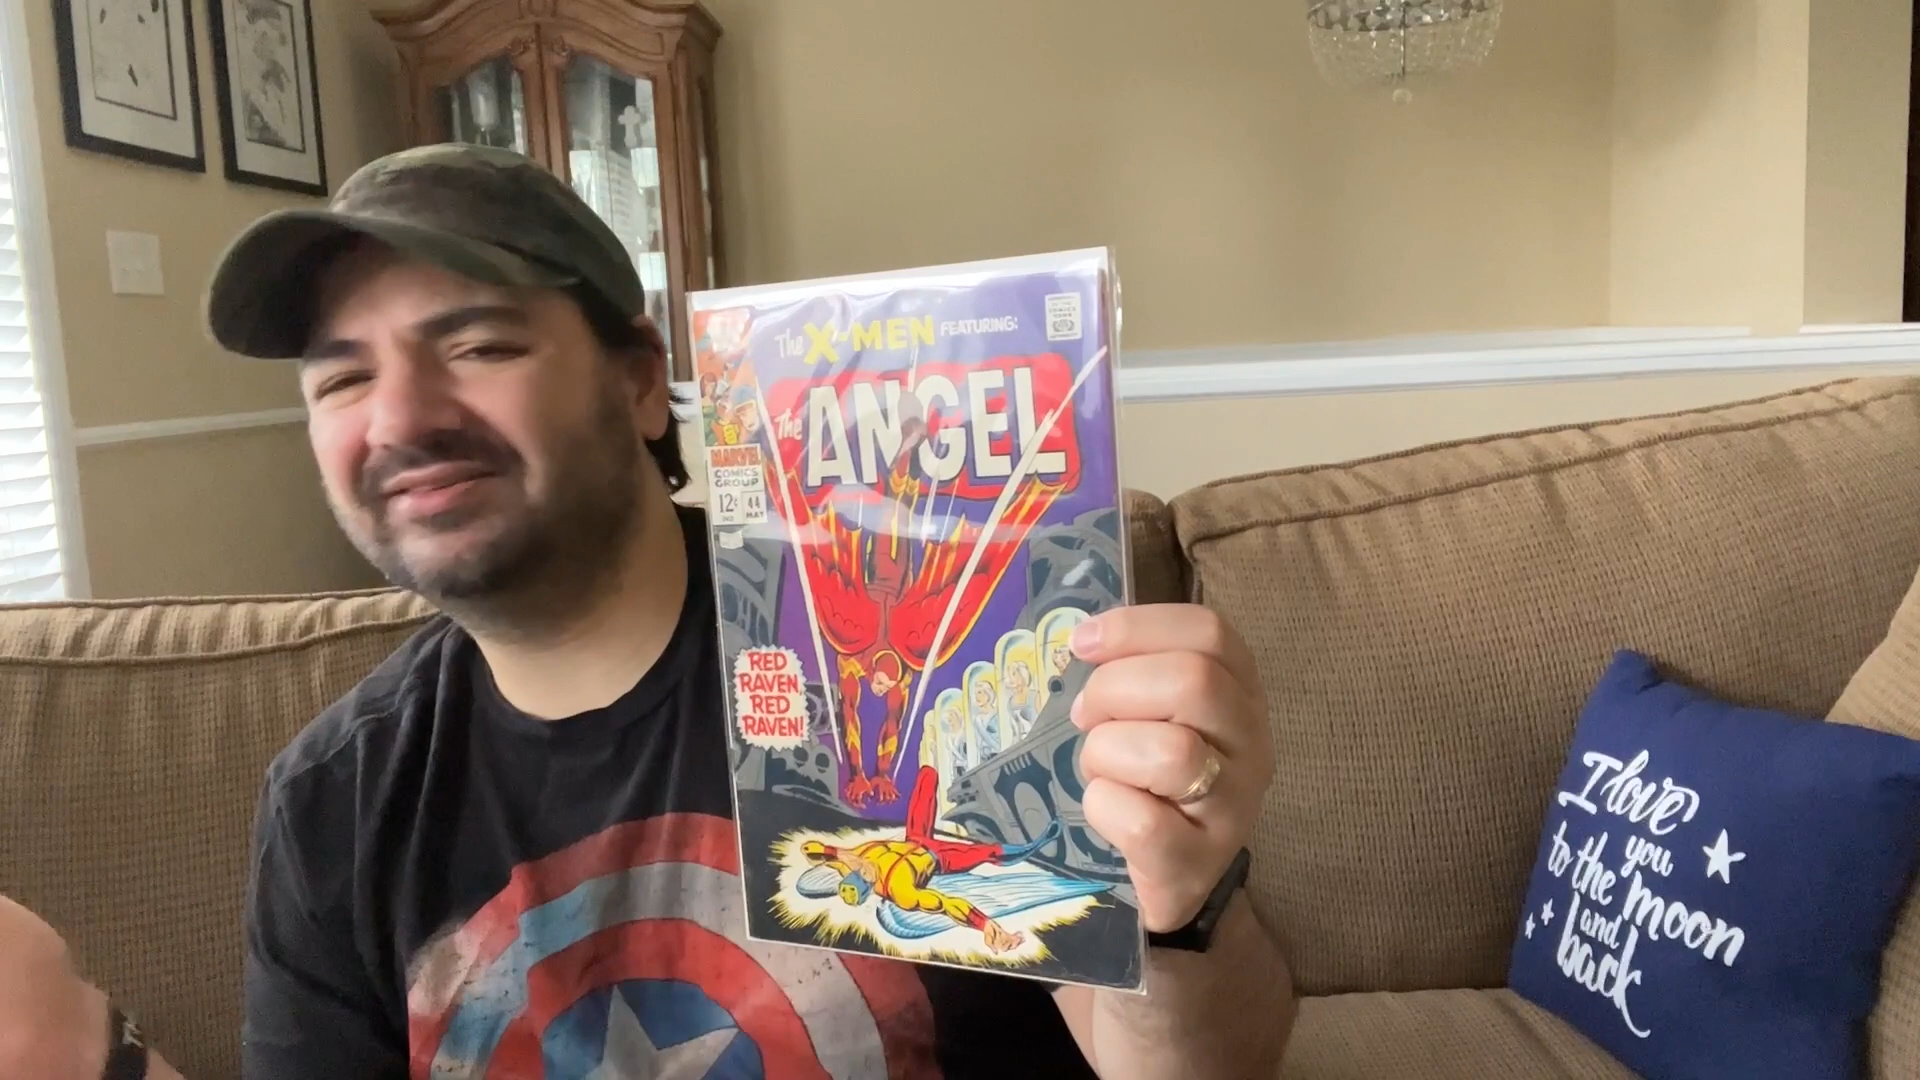 The X-MEN FEATURING:
The ANGEL
MARVEL
COMICS
GROUP
12¢
44
IND.
MAY
RED
RAVEN,
RED
RAVEN!
I love
you
to the moon
and
back